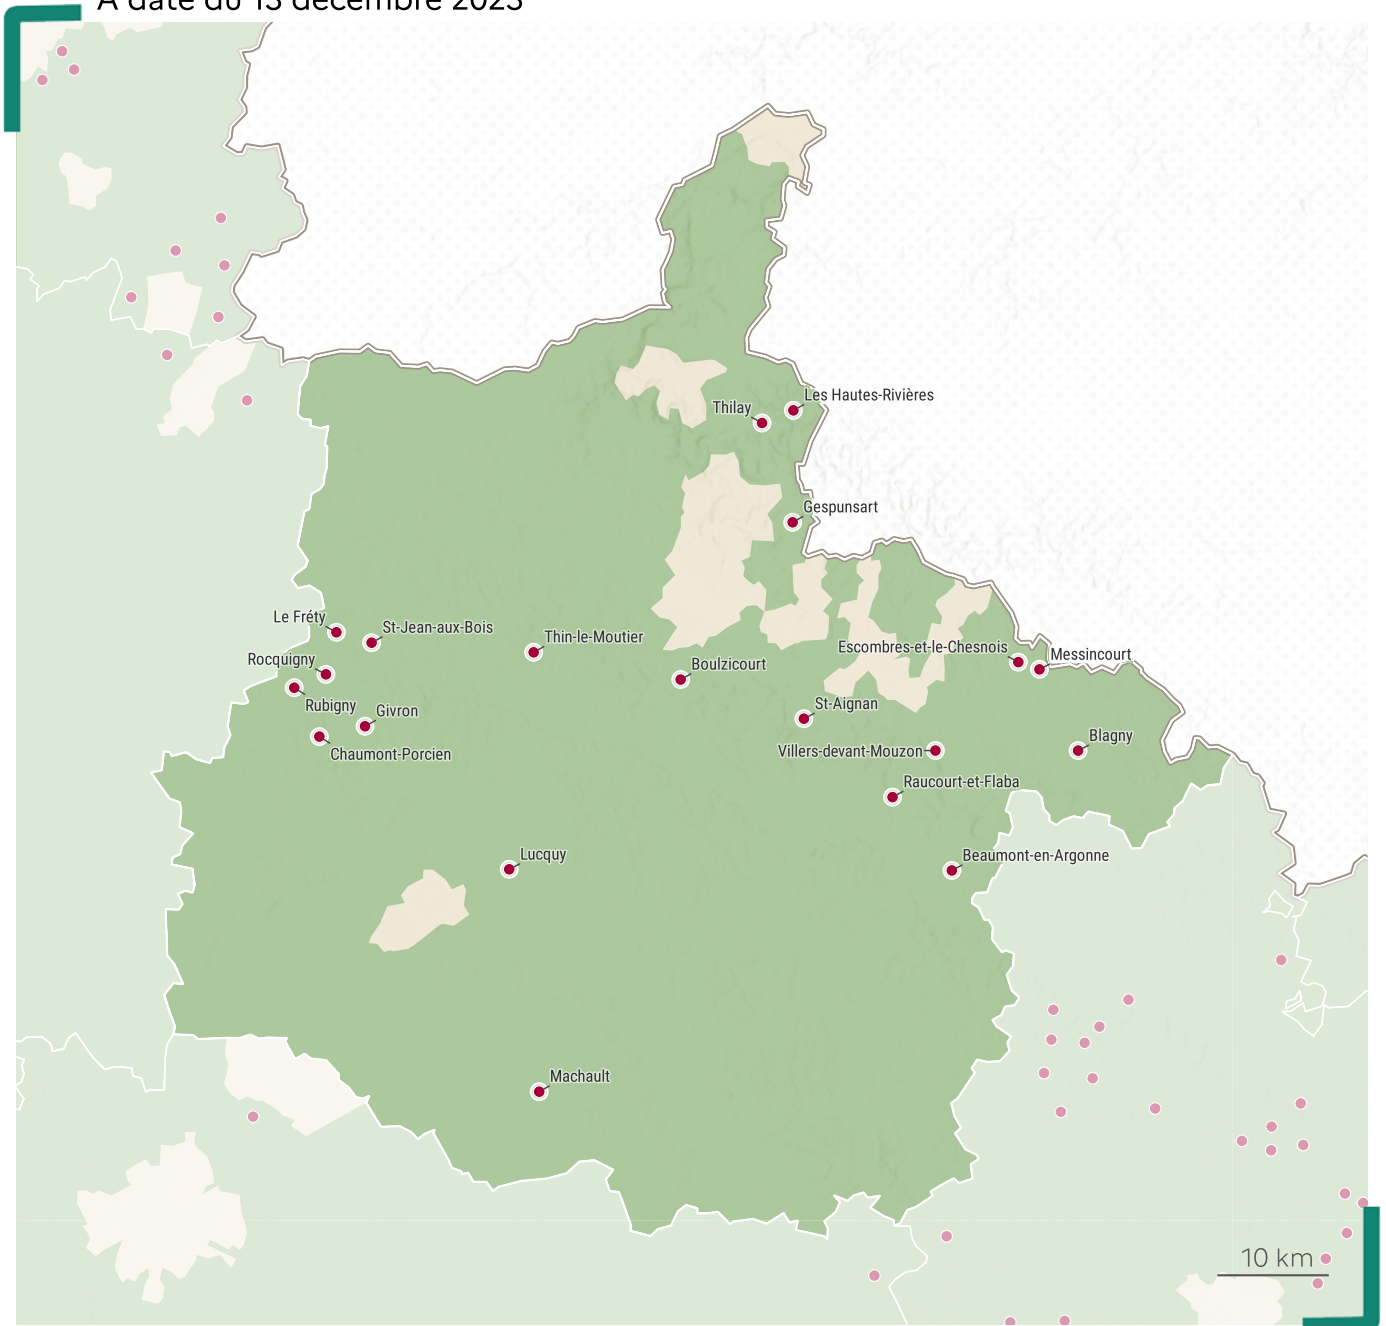 À date du 13 décembre 2023
Les Hautes-Rivières
Thilay
Gespunsart
Le Fréty
St-Jean-aux-Bois
Thin-le-Moutier
Escombres-et-le-Chesnois
Messincourt
Rocquigny
Boulzicourt
Rubigny
Givron
St-Aignan
Blagny
Chaumont-Porcien
Villers-devant-Mouzon
Raucourt-et-Flaba
Lucquy
Beaumont-en-Argonne
Machault
10 km